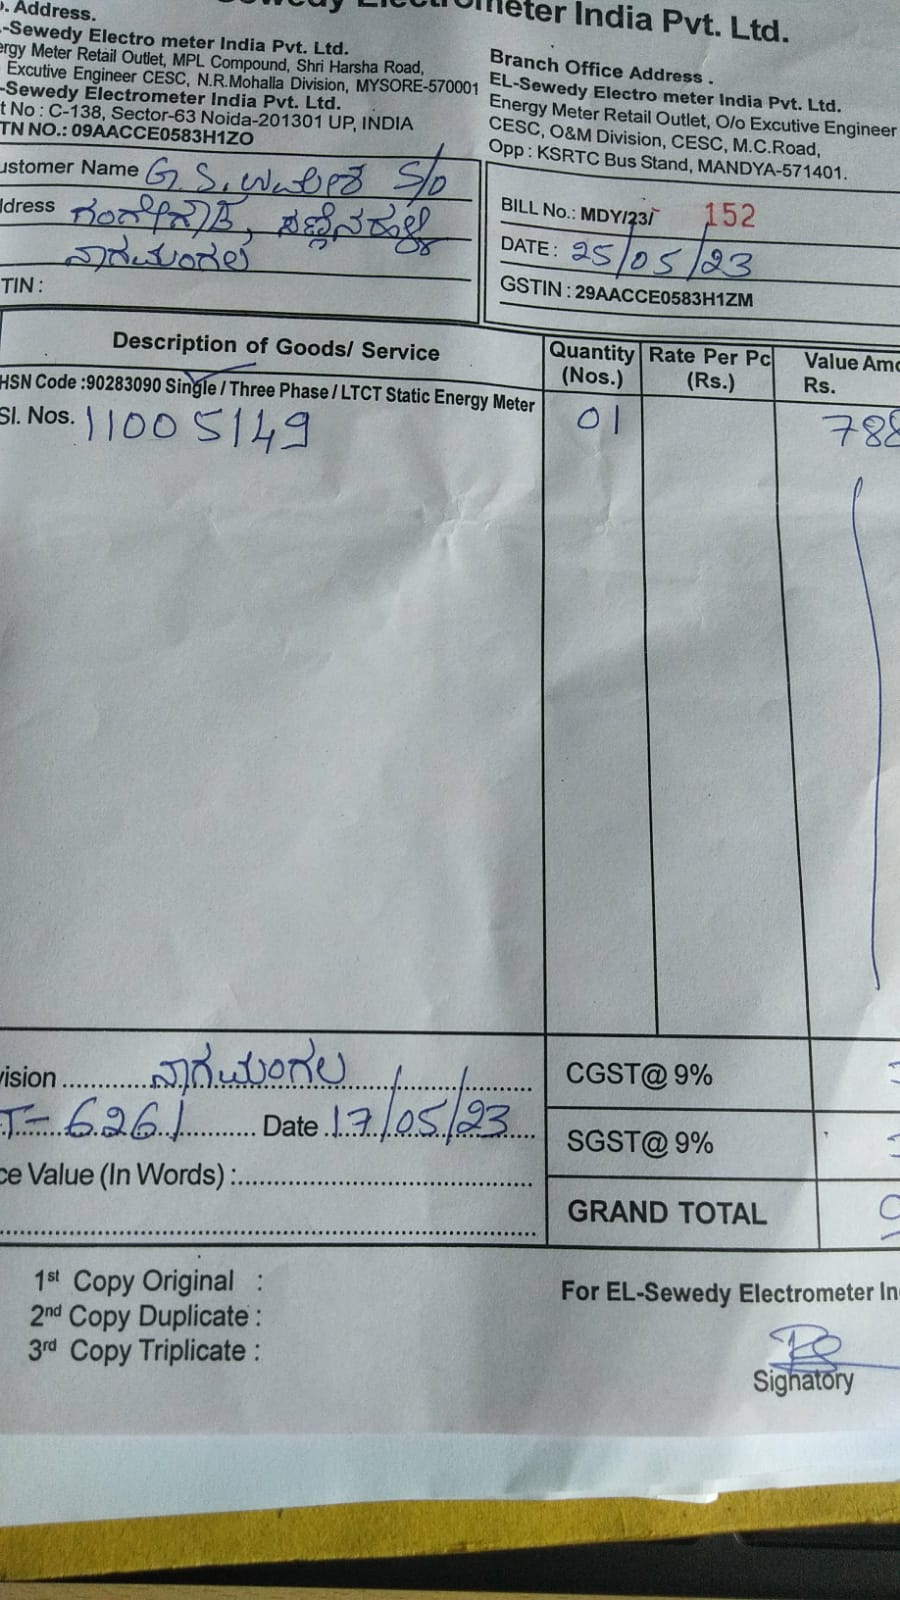 Electrometer India Pvt. Ltd.
Address.
-Sewedy Electro meter India Pvt. Ltd.
ergy Meter Retail Outlet, MPL Compound, Shri Harsha Road,
Excutive Engineer CESC, N.R.Mohalla Division, MYSORE-570001
-Sewedy Electrometer India Pvt. Ltd.
t No : C-138, Sector-63 Noida-201301 UP, INDIA
TN NO.: 09AACCE0583H1ZO
Branch Office Address .
EL-Sewedy Electro meter India Pvt. Ltd.
Energy Meter Retail Outlet, O/o Excutive Engineer
CESC, O&M Division, CESC, M.C.Road,
Opp : KSRTC Bus Stand, MANDYA-571401.
ustomer Name G.S. S/o
ddress
ನಾಗಮಂಗಲ
TIN :
BILL No.: MDY/23/ 152
DATE : 25/05/23
GSTIN : 29AACCE0583H1ZM
Description of Goods/ Service
Quantity (Nos.)
Rate Per Pc (Rs.)
Value Amo
Rs.
HSN Code :90283090 Single / Three Phase / LTCT Static Energy Meter
Sl. Nos. 11005149
01
788
vision ............ ನಾಗಮಂಗಲ
T- 6261 ............ Date 17/05/23
ce Value (In Words) :
CGST@ 9%
SGST@ 9%
GRAND TOTAL
1st Copy Original :
2nd Copy Duplicate :
3rd Copy Triplicate :
For EL-Sewedy Electrometer In
Signatory